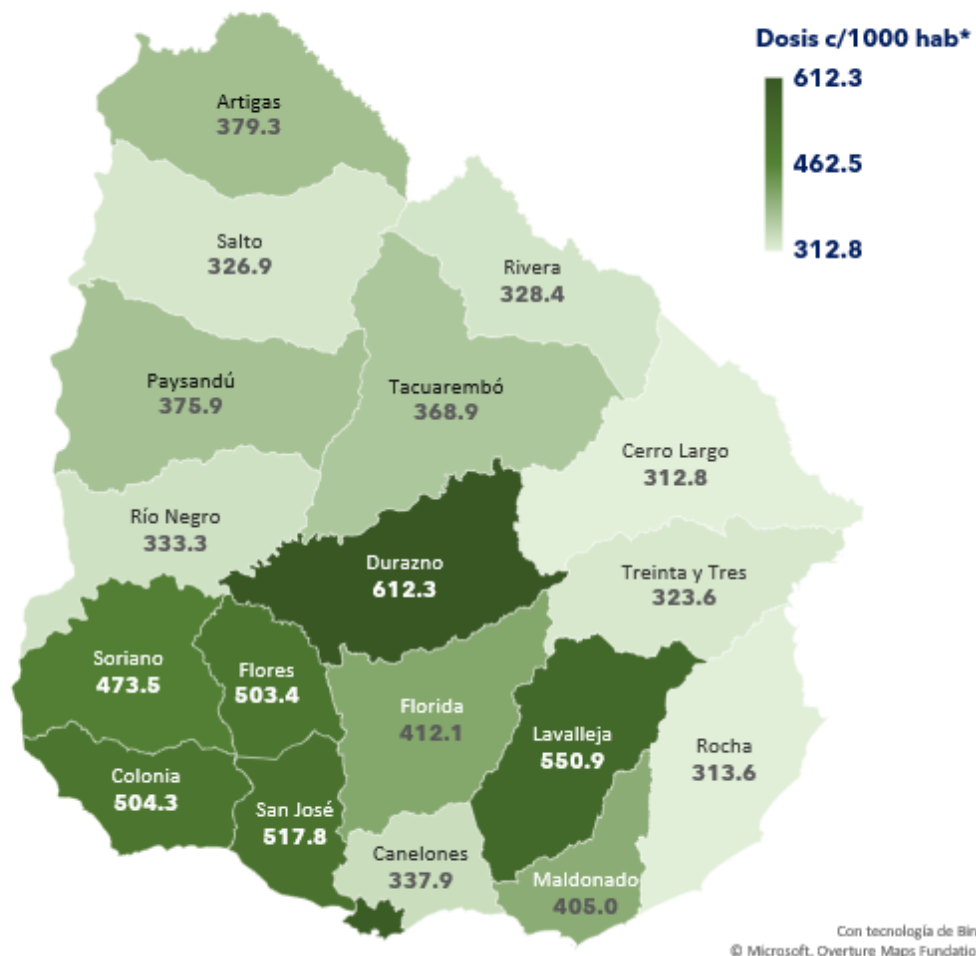 Dosis c/1000 hab*
612.3
462.5
312.8
Artigas
379.3
Salto
326.9
Rivera
328.4
Paysandú
375.9
Tacuarembó
368.9
Cerro Largo
312.8
Río Negro
333.3
Durazno
612.3
Treinta y Tres
323.6
Soriano
473.5
Flores
503.4
Florida
412.1
Lavalleja
550.9
Rocha
313.6
Colonia
504.3
San José
517.8
Canelones
337.9
Maldonado
405.0
Con tecnología de Bin
© Microsoft, Overture Maps Fundatio